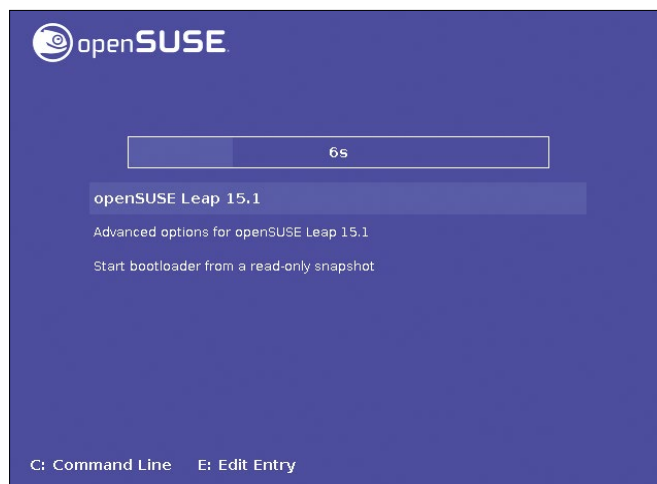 openSUSE
6s
openSUSE Leap 15.1
Advanced options for openSUSE Leap 15.1
Start bootloader from a read-only snapshot
C: Command Line E: Edit Entry